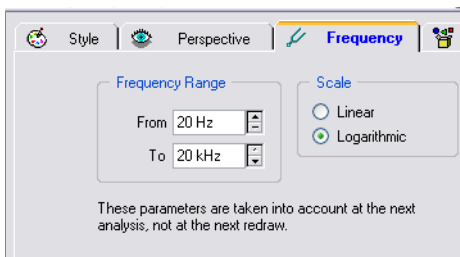 Style Perspective Frequency
Frequency Range Scale
From 20 Hz Linear
To 20 kHz Logarithmic
These parameters are taken into account at the next
analysis, not at the next redraw.